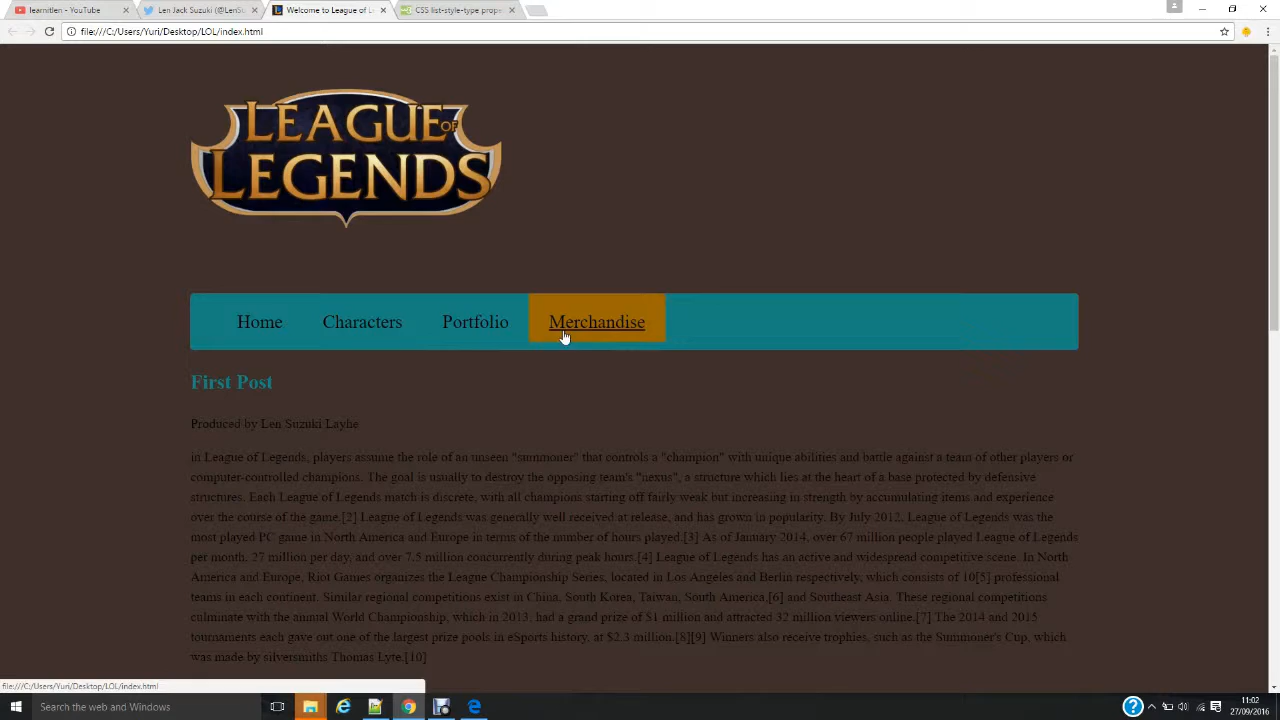 learnitlen - YouTube
Len Jack Suzuki (@LenSu
Welcome to League of L
CSS list-style-type prope
file:///C:/Users/Yuri/Desktop/LOL/index.html
LEAGUE
OF
LEGENDS
Home Characters Portfolio Merchandise
First Post
Produced by Len Suzuki Layhe
in League of Legends, players assume the role of an unseen "summoner" that controls a "champion" with unique abilities and battle against a team of other players or
computer-controlled champions. The goal is usually to destroy the opposing team's "nexus", a structure which lies at the heart of a base protected by defensive
structures. Each League of Legends match is discrete, with all champions starting off fairly weak but increasing in strength by accumulating items and experience
over the course of the game.[2] League of Legends was generally well received at release, and has grown in popularity. By July 2012, League of Legends was the
most played PC game in North America and Europe in terms of the number of hours played.[3] As of January 2014, over 67 million people played League of Legends
per month, 27 million per day, and over 7.5 million concurrently during peak hours.[4] League of Legends has an active and widespread competitive scene. In North
America and Europe, Riot Games organizes the League Championship Series, located in Los Angeles and Berlin respectively, which consists of 10[5] professional
teams in each continent. Similar regional competitions exist in China, South Korea, Taiwan, South America,[6] and Southeast Asia. These regional competitions
culminate with the annual World Championship, which in 2013, had a grand prize of $1 million and attracted 32 million viewers online.[7] The 2014 and 2015
tournaments each gave out one of the largest prize pools in eSports history, at $2.3 million.[8][9] Winners also receive trophies, such as the Summoner's Cup, which
was made by silversmiths Thomas Lyte.[10]
file:///C:/Users/Yuri/Desktop/LOL/index.html
Search the web and Windows
11:02
27/09/2016